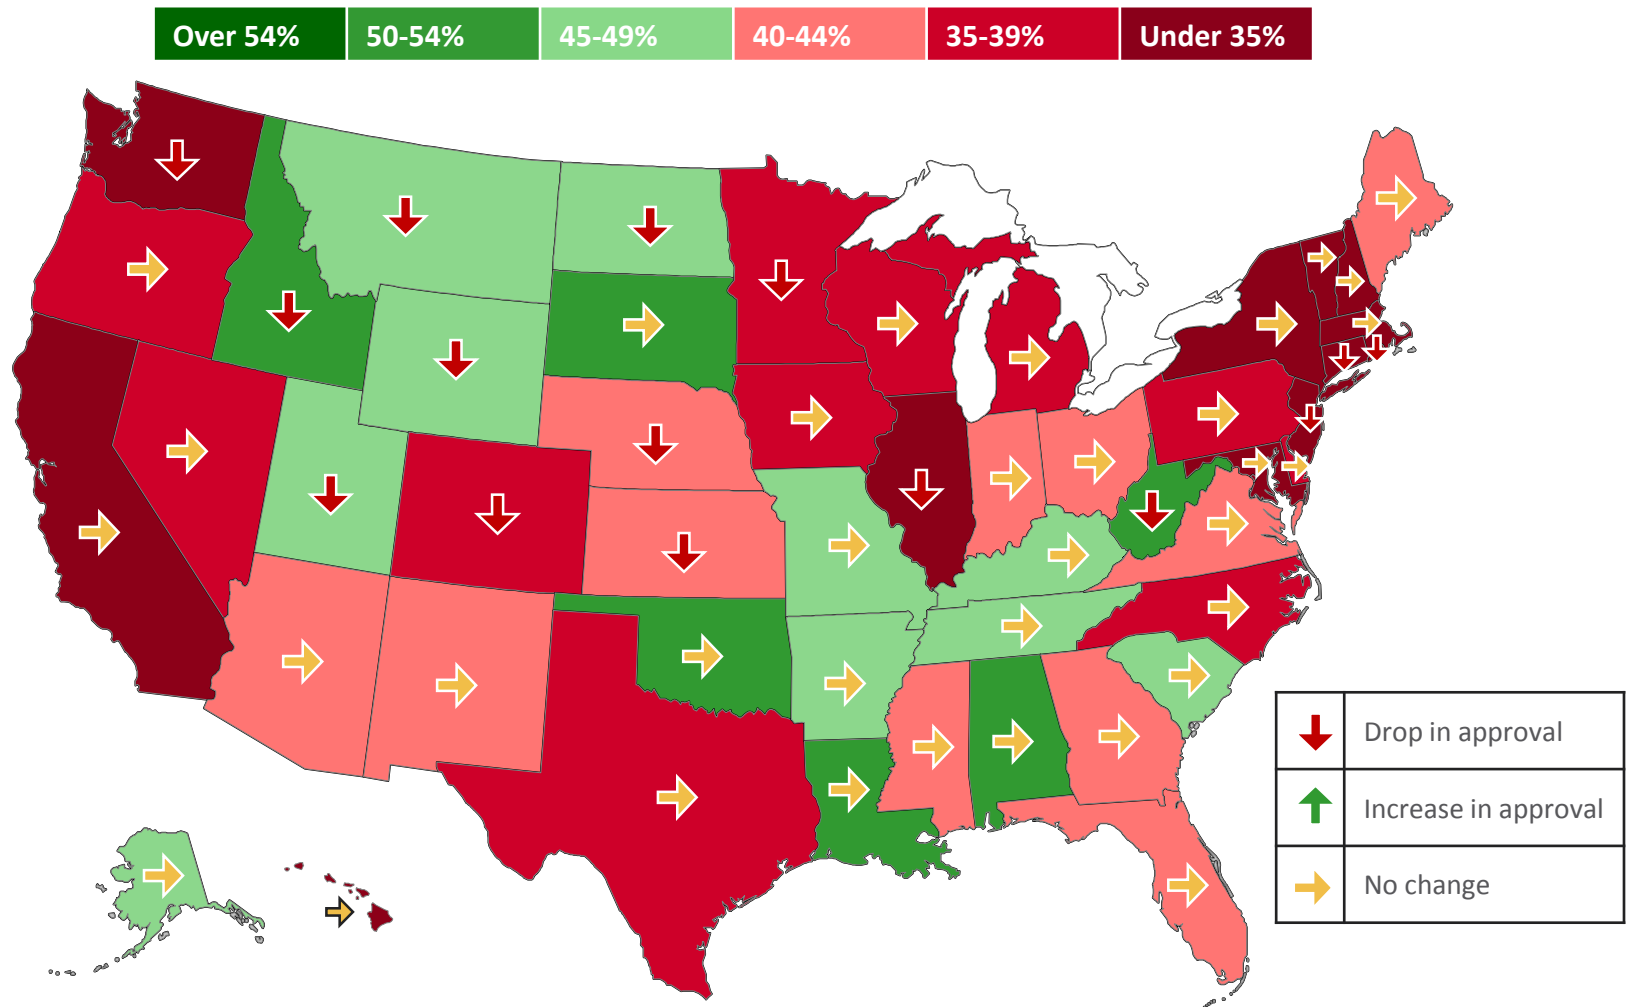 Over 54% 50-54% 45-49% 40-44% 35-39% Under 35%
Drop in approval
Increase in approval
No change